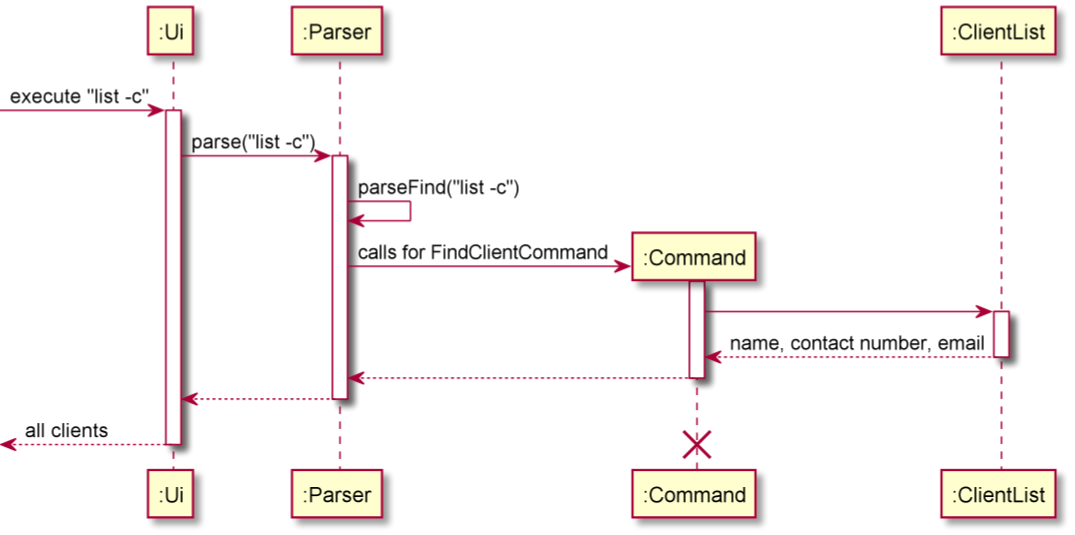 :Ui
:Parser
:ClientList
execute "list -c"
parse("list -c")
parseFind("list -c")
calls for FindClientCommand
:Command
name, contact number, email
all clients
:Ui
:Parser
:Command
:ClientList